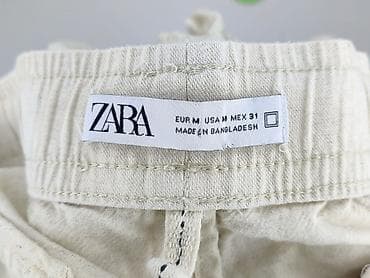 ZARA
EUR M USA M MEX 31
MADE IN BANGLADESH